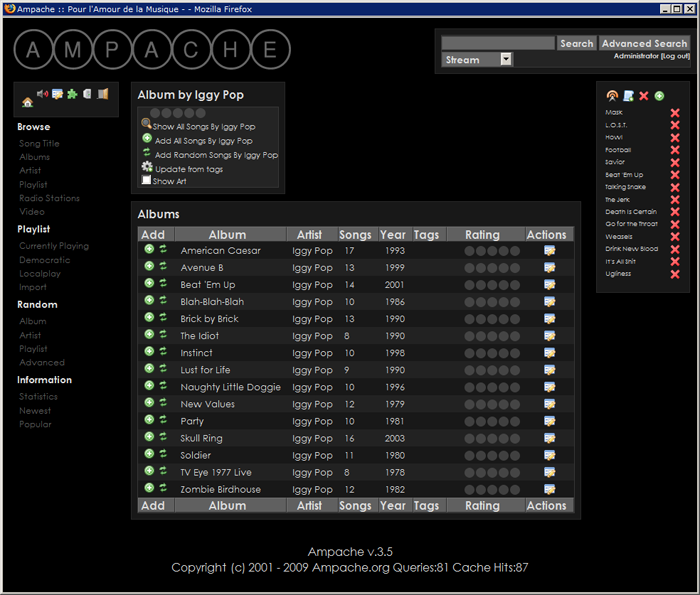 Ampache :: Pour l'Amour de la Musique - - Mozilla Firefox
AMPACHE
Search
Advanced Search
Stream
Administrator [Log out]
Browse
Song Title
Albums
Artist
Playlist
Radio Stations
Video
Playlist
Currently Playing
Democratic
Localplay
Import
Random
Album
Artist
Playlist
Advanced
Information
Statistics
Newest
Popular
Album by Iggy Pop
Show All Songs By Iggy Pop
Add All Songs By Iggy Pop
Add Random Songs By Iggy Pop
Update from tags
Show Art
Albums
Add Album Artist Songs Year Tags Rating Actions
American Caesar Iggy Pop 17 1993
Avenue B Iggy Pop 13 1999
Beat 'Em Up Iggy Pop 14 2001
Blah-Blah-Blah Iggy Pop 10 1986
Brick by Brick Iggy Pop 13 1990
The Idiot Iggy Pop 8 1990
Instinct Iggy Pop 10 1998
Lust for Life Iggy Pop 9 1990
Naughty Little Doggie Iggy Pop 10 1996
New Values Iggy Pop 12 1979
Party Iggy Pop 10 1981
Skull Ring Iggy Pop 16 2003
Soldier Iggy Pop 11 1980
TV Eye 1977 Live Iggy Pop 8 1978
Zombie Birdhouse Iggy Pop 12 1982
Add Album Artist Songs Year Tags Rating Actions
Mask
L.O.S.T.
Howl
Football
Savior
Beat 'Em Up
Talking Snake
The Jerk
Death Is Certain
Go for the Throat
Weasels
Drink New Blood
It's All Shit
Ugliness
Ampache v.3.5
Copyright (c) 2001 - 2009 Ampache.org Queries:81 Cache Hits:87